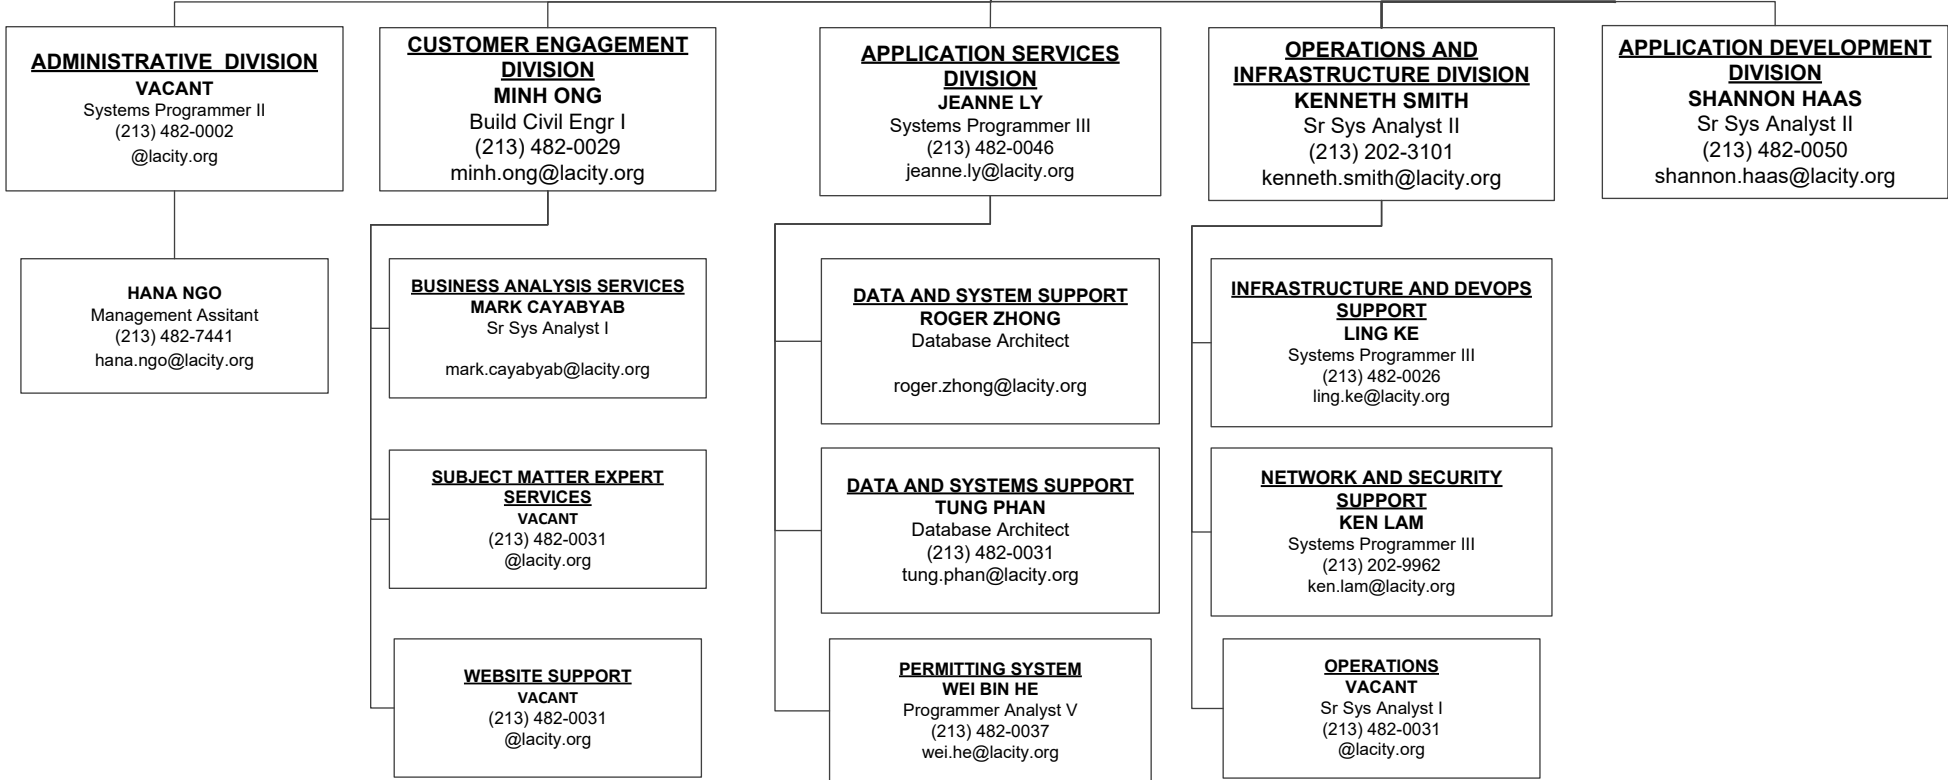 ADMINISTRATIVE DIVISION
VACANT
Systems Programmer II
(213) 482-0002
@lacity.org
CUSTOMER ENGAGEMENT
DIVISION
MINH ONG
Build Civil Engr I
(213) 482-0029
minh.ong@lacity.org
APPLICATION SERVICES
DIVISION
JEANNE LY
Systems Programmer III
(213) 482-0046
jeanne.ly@lacity.org
OPERATIONS AND
INFRASTRUCTURE DIVISION
KENNETH SMITH
Sr Sys Analyst II
(213) 202-3101
kenneth.smith@lacity.org
APPLICATION DEVELOPMENT
DIVISION
SHANNON HAAS
Sr Sys Analyst II
(213) 482-0050
shannon.haas@lacity.org
HANA NGO
Management Assitant
(213) 482-7441
hana.ngo@lacity.org
BUSINESS ANALYSIS SERVICES
MARK CAYABYAB
Sr Sys Analyst I
mark.cayabyab@lacity.org
DATA AND SYSTEM SUPPORT
ROGER ZHONG
Database Architect
roger.zhong@lacity.org
INFRASTRUCTURE AND DEVOPS
SUPPORT
LING KE
Systems Programmer III
(213) 482-0026
ling.ke@lacity.org
SUBJECT MATTER EXPERT
SERVICES
VACANT
(213) 482-0031
@lacity.org
DATA AND SYSTEMS SUPPORT
TUNG PHAN
Database Architect
(213) 482-0031
tung.phan@lacity.org
NETWORK AND SECURITY
SUPPORT
KEN LAM
Systems Programmer III
(213) 202-9962
ken.lam@lacity.org
WEBSITE SUPPORT
VACANT
(213) 482-0031
@lacity.org
PERMITTING SYSTEM
WEI BIN HE
Programmer Analyst V
(213) 482-0037
wei.he@lacity.org
OPERATIONS
VACANT
Sr Sys Analyst I
(213) 482-0031
@lacity.org